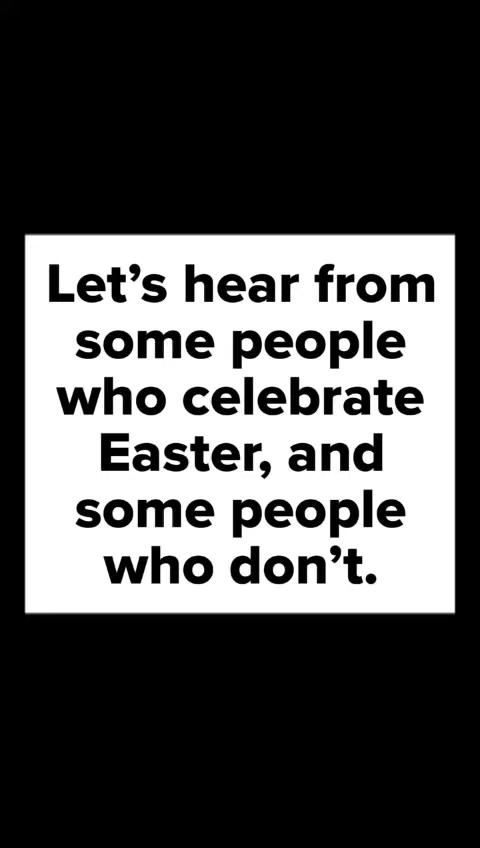 Let’s hear from
some people
who celebrate
Easter, and
some people
who don’t.